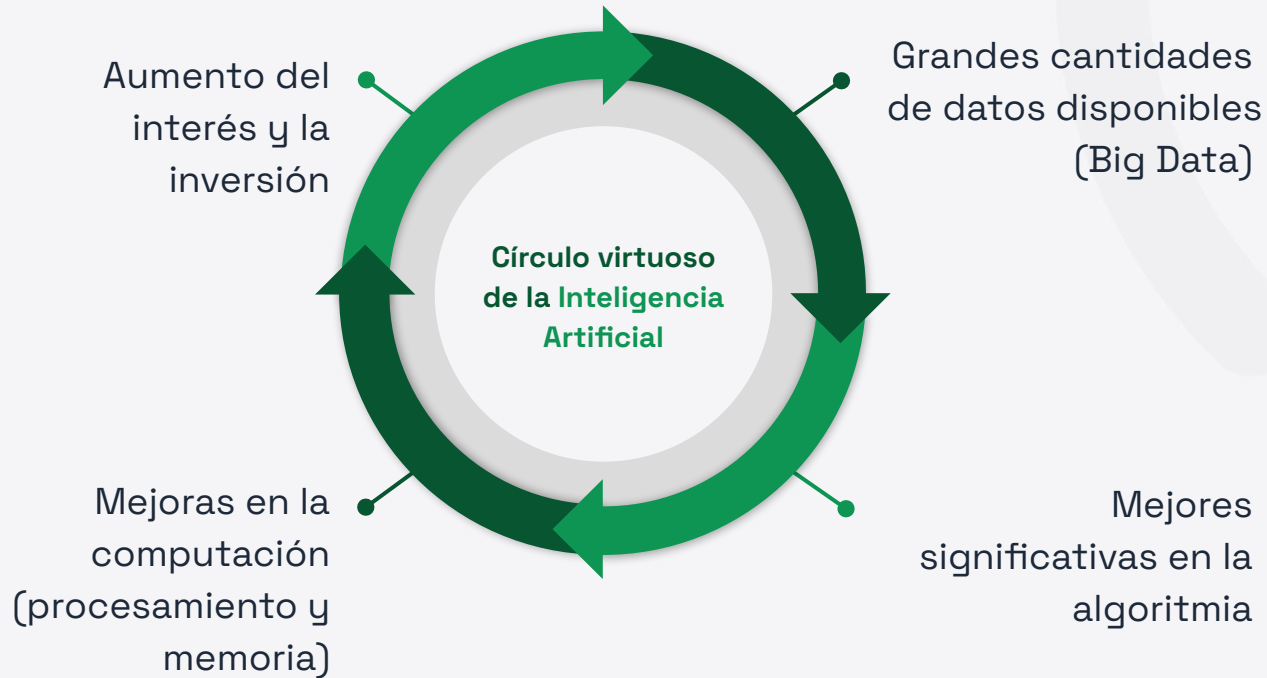 Aumento del
interés y la
inversión
Grandes cantidades
de datos disponibles
(Big Data)
Círculo virtuoso
de la Inteligencia
Artificial
Mejoras en la
computación
(procesamiento y
memoria)
Mejores
significativas en la
algoritmia